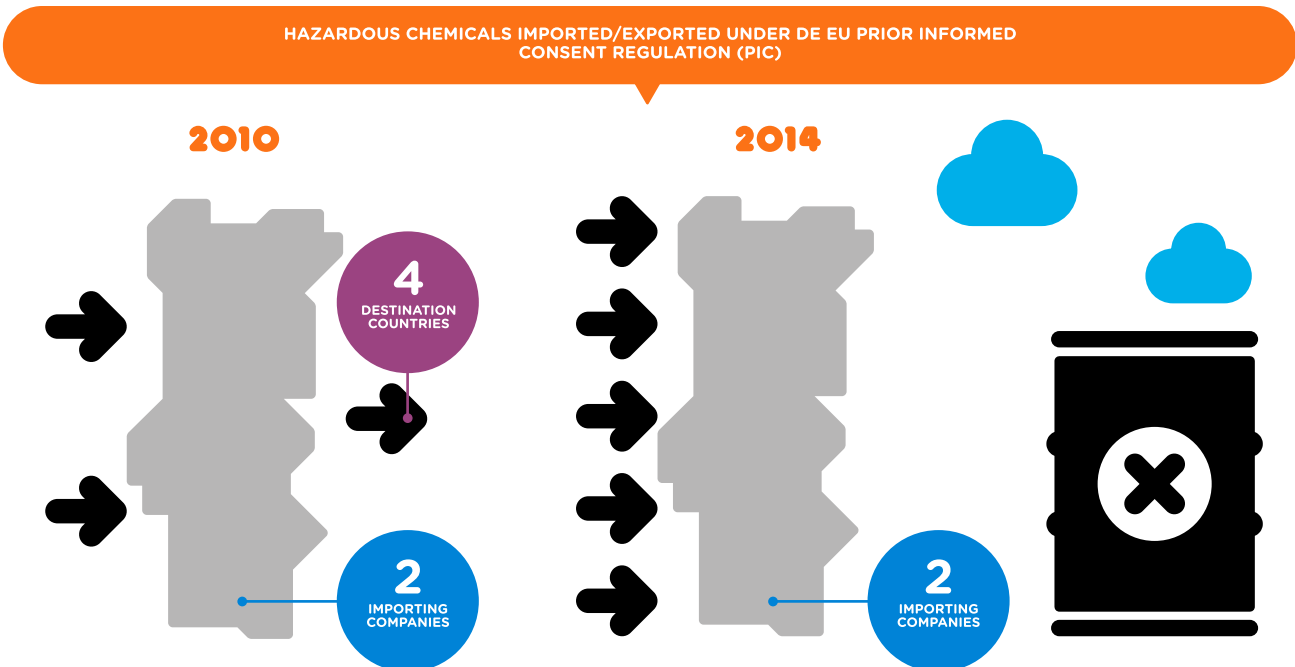 HAZARDOUS CHEMICALS IMPORTED/EXPORTED UNDER DE EU PRIOR INFORMED
CONSENT REGULATION (PIC)
2010
2014
4
DESTINATION
COUNTRIES
2
IMPORTING
COMPANIES
2
IMPORTING
COMPANIES